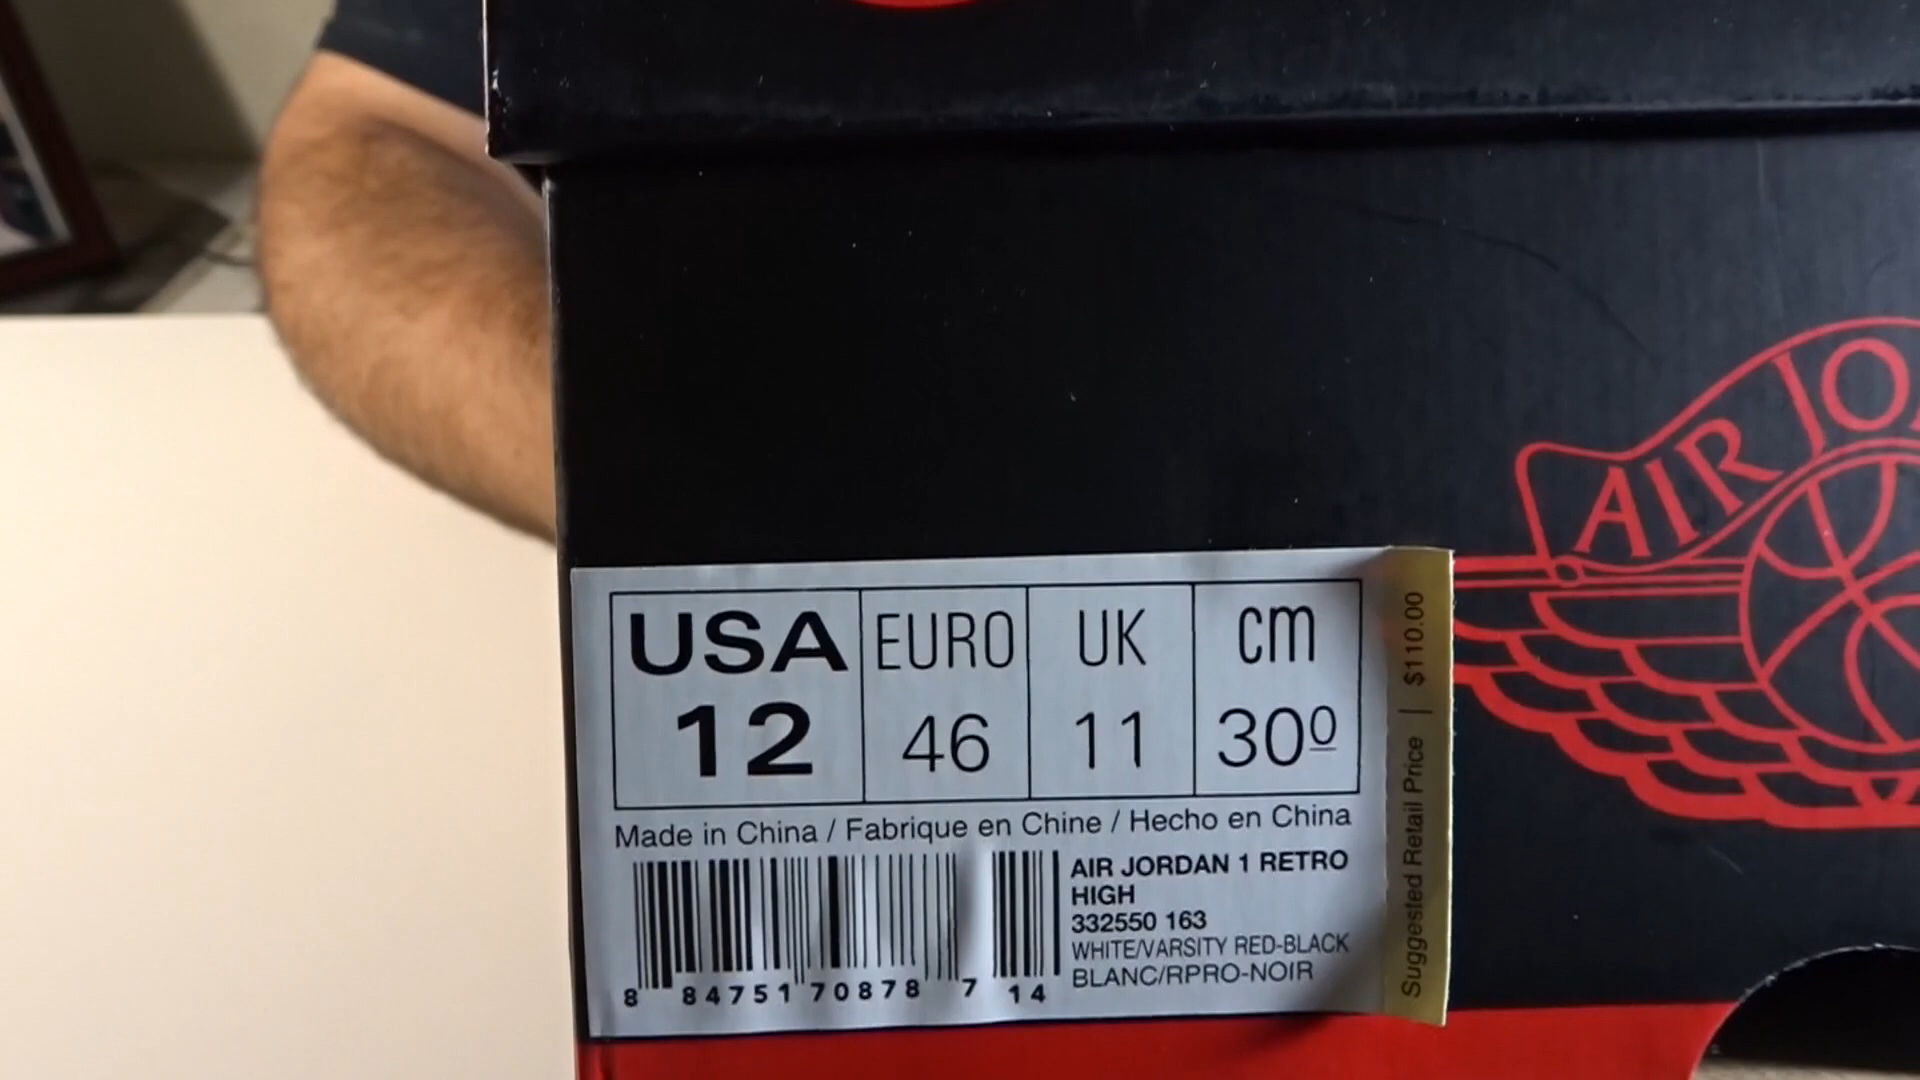 AIR JO
USA EURO UK cm
12 46 11 30⁰
Made in China / Fabrique en Chine / Hecho en China
AIR JORDAN 1 RETRO
HIGH
332550 163
WHITE/VARSITY RED-BLACK
BLANC/RPRO-NOIR
8 84751 70878 7 14
Suggested Retail Price | $110.00